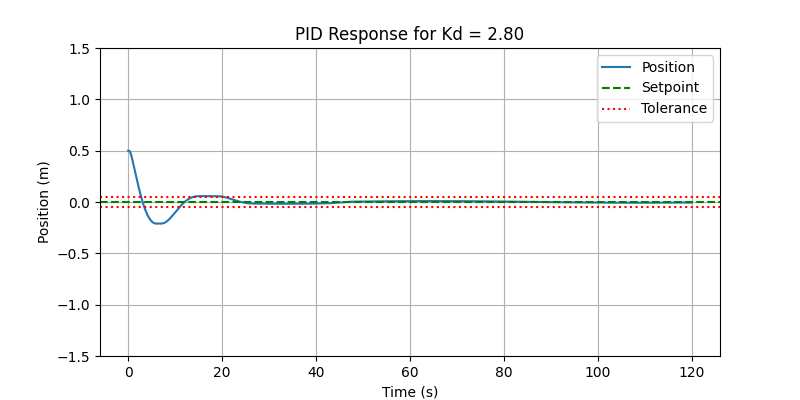 PID Response for Kd = 2.80
Position (m)
1.5
1.0
0.5
0.0
−0.5
−1.0
−1.5
Position
Setpoint
Tolerance
0 20 40 60 80 100 120
Time (s)